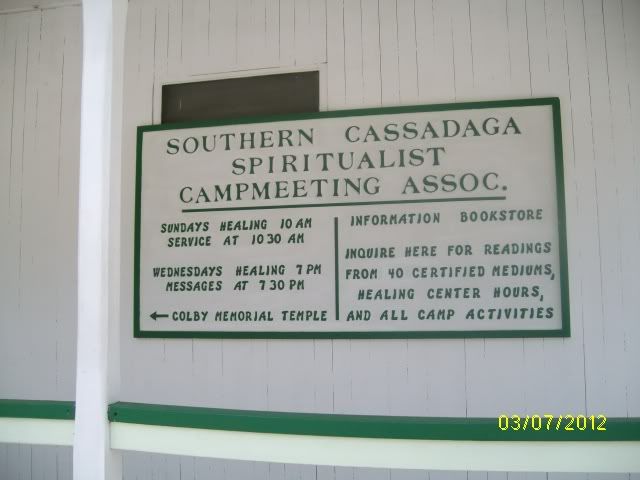 SOUTHERN CASSADAGA
SPIRITUALIST
CAMPMEETING ASSOC.
SUNDAYS HEALING 10 AM
SERVICE AT 10 30 AM
WEDNESDAYS HEALING 7 PM
MESSAGES AT 7 30 PM
← COLBY MEMORIAL TEMPLE
INFORMATION BOOKSTORE
INQUIRE HERE FOR READINGS
FROM 40 CERTIFIED MEDIUMS,
HEALING CENTER HOURS,
AND ALL CAMP ACTIVITIES
03/07/2012